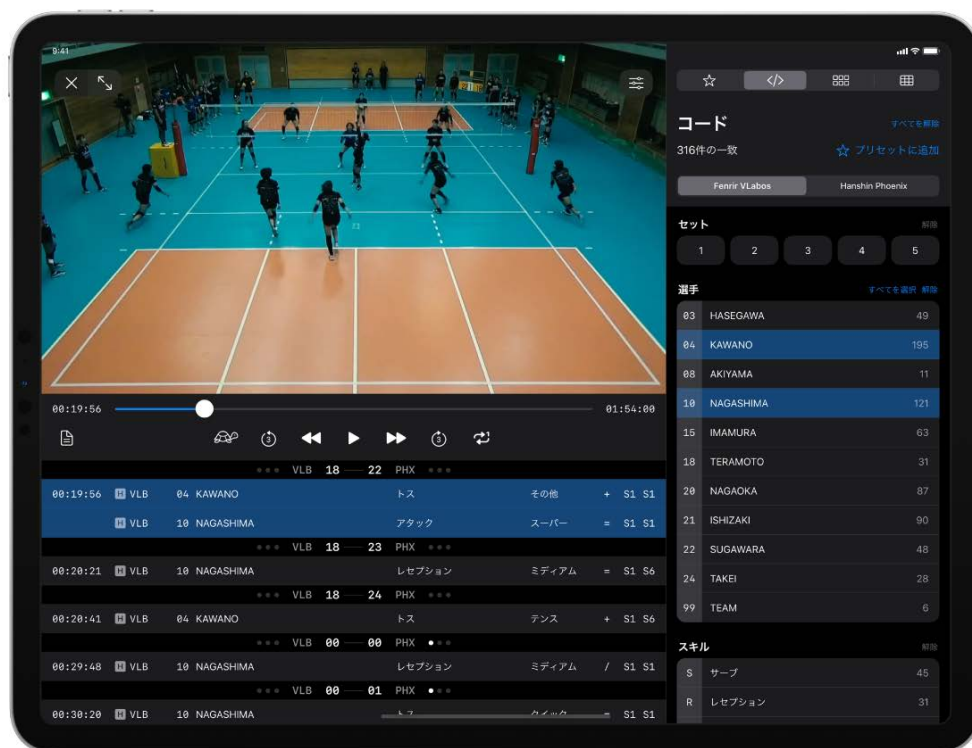 9:41
コード
すべてを解除
316件の一致
プリセットに追加
Fenrir VLabos
Hanshin Phoenix
セット
解除
1 2 3 4 5
選手
すべてを選択 解除
03 HASEGAWA 49
04 KAWANO 195
08 AKIYAMA 11
10 NAGASHIMA 121
15 IMAMURA 63
18 TERAMOTO 31
20 NAGAOKA 87
21 ISHIZAKI 90
22 SUGAWARA 48
24 TAKEI 28
99 TEAM 6
スキル
解除
S サーブ 45
R レセプション 31
00:19:56
01:54:00
3
3
VLB 18 22 PHX
00:19:56 H VLB 04 KAWANO トス その他 + S1 S1
H VLB 10 NAGASHIMA アタック スーパー = S1 S1
VLB 18 23 PHX
00:20:21 H VLB 10 NAGASHIMA レセプション ミディアム = S1 S6
VLB 18 24 PHX
00:20:41 H VLB 04 KAWANO トス テンス + S1 S6
VLB 00 00 PHX
00:29:48 H VLB 10 NAGASHIMA レセプション ミディアム / S1 S1
VLB 00 01 PHX
00:30:20 H VLB 10 NAGASHIMA S1 S1